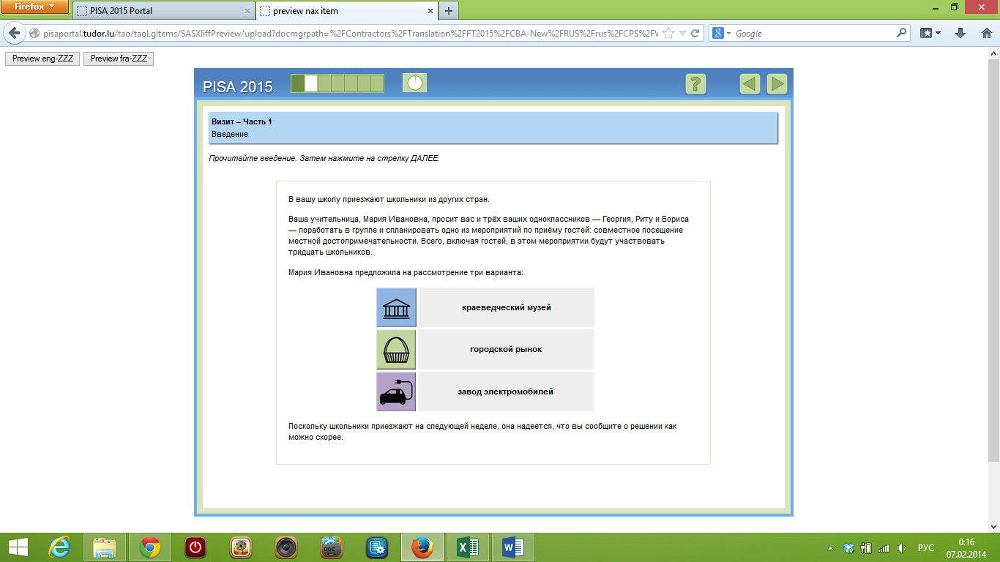 Firefox
PISA 2015 Portal
preview nax item
pisaportal.tudor.lu/tao/taoLgItems/SASXliffPreview/upload?docmgrpath=%2FContractors%2FTranslation%2FFT2015%2FCBA-New%2FRUS%2Frus%2FCPS%2FV
Google
Preview eng-ZZZ
Preview fra-ZZZ
PISA 2015
?
Визит – Часть 1
Введение
Прочитайте введение. Затем нажмите на стрелку ДАЛЕЕ.
В вашу школу приезжают школьники из других стран.
Ваша учительница, Мария Ивановна, просит вас и трёх ваших одноклассников — Георгия, Риту и Бориса
— поработать в группе и спланировать одно из мероприятий по приёму гостей: совместное посещение
местной достопримечательности. Всего, включая гостей, в этом мероприятии будут участвовать
тридцать школьников.
Мария Ивановна предложила на рассмотрение три варианта:
краеведческий музей
городской рынок
завод электромобилей
Поскольку школьники приезжают на следующей неделе, она надеется, что вы сообщите о решении как
можно скорее.
DOC
РУС
0:16
07.02.2014